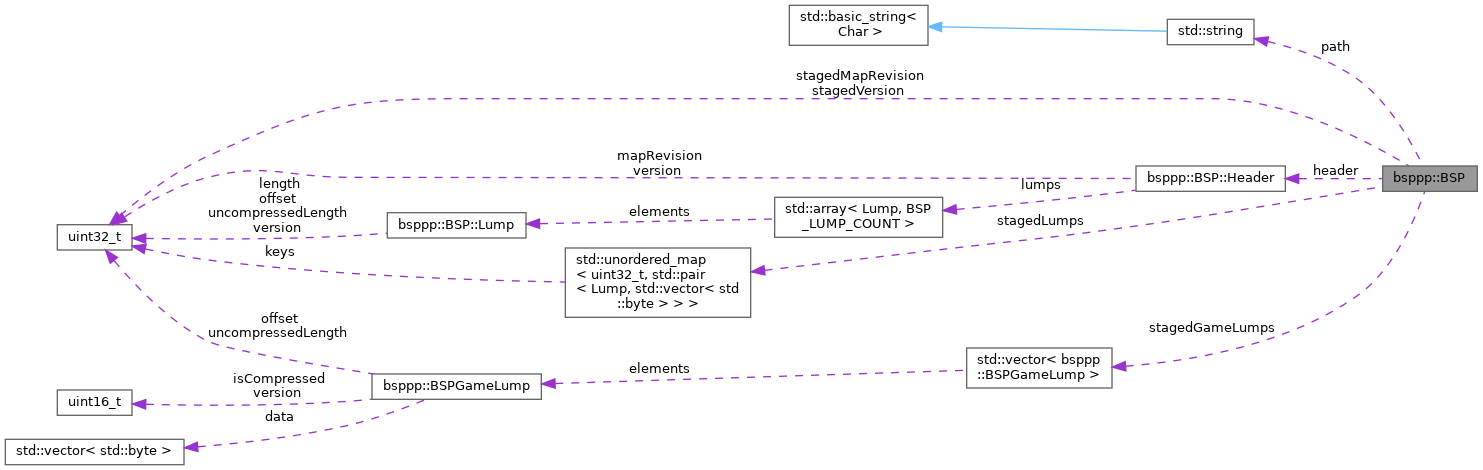 std::basic_string<
Char >
std::string
path
stagedMapRevision
stagedVersion
mapRevision
version
bsppp::BSP::Header
header
bsppp::BSP
length
offset
uncompressedLength
version
lumps
elements
std::array< Lump, BSP
_LUMP_COUNT >
bsppp::BSP::Lump
stagedLumps
uint32_t
keys
std::unordered_map
< uint32_t, std::pair
< Lump, std::vector< std
::byte > > >
offset
uncompressedLength
stagedGameLumps
std::vector< bsppp
::BSPGameLump >
elements
isCompressed
version
bsppp::BSPGameLump
uint16_t
data
std::vector< std::byte >